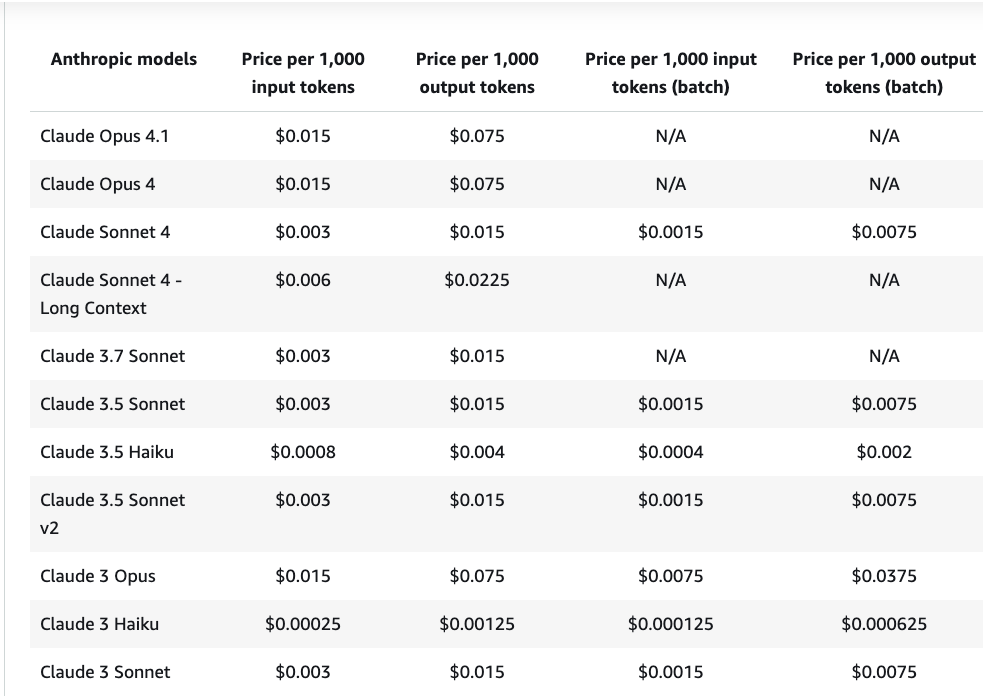 Anthropic models Price per 1,000 input tokens Price per 1,000 output tokens Price per 1,000 input tokens (batch) Price per 1,000 output tokens (batch)
Claude Opus 4.1 $0.015 $0.075 N/A N/A
Claude Opus 4 $0.015 $0.075 N/A N/A
Claude Sonnet 4 $0.003 $0.015 $0.0015 $0.0075
Claude Sonnet 4 - Long Context $0.006 $0.0225 N/A N/A
Claude 3.7 Sonnet $0.003 $0.015 N/A N/A
Claude 3.5 Sonnet $0.003 $0.015 $0.0015 $0.0075
Claude 3.5 Haiku $0.0008 $0.004 $0.0004 $0.002
Claude 3.5 Sonnet v2 $0.003 $0.015 $0.0015 $0.0075
Claude 3 Opus $0.015 $0.075 $0.0075 $0.0375
Claude 3 Haiku $0.00025 $0.00125 $0.000125 $0.000625
Claude 3 Sonnet $0.003 $0.015 $0.0015 $0.0075